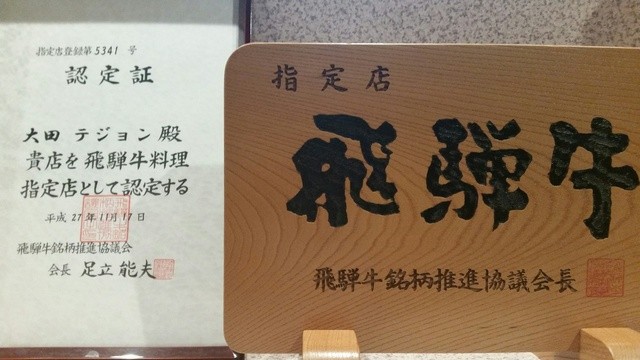 指定店登録第5341号
認定証
大田 テジョン 殿
貴店を飛騨牛料理
指定店として認定する
平成27年11月17日
飛騨牛銘柄推進協議会
会長 足立能夫
指定店
飛騨牛
飛騨牛銘柄推進協議会長